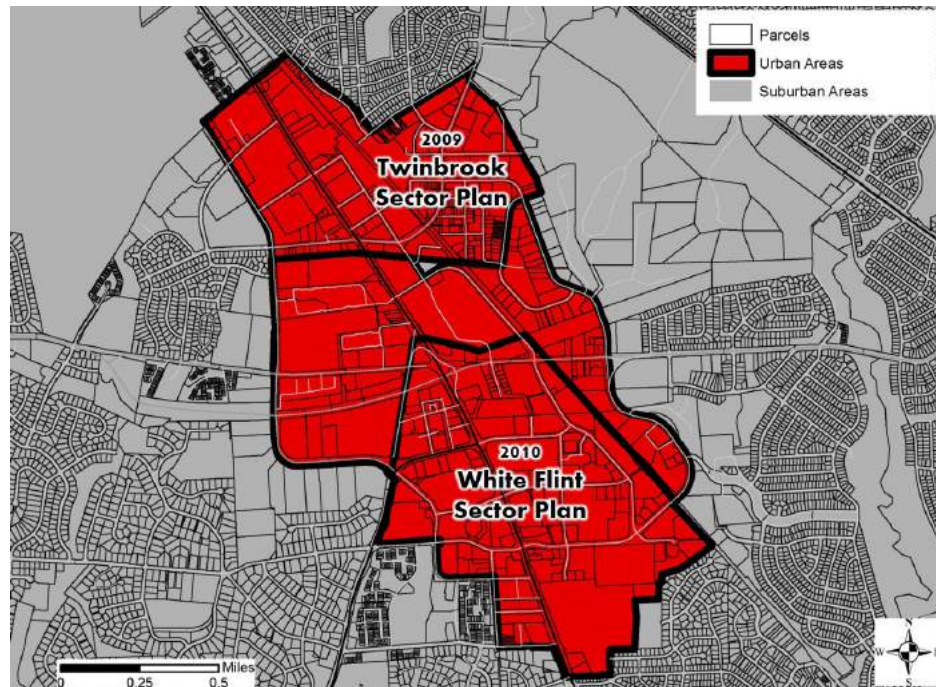 Parcels
Urban Areas
Suburban Areas
2009
Twinbrook
Sector Plan
2010
White Flint
Sector Plan
Miles
0 0.25 0.5
N
W E
S